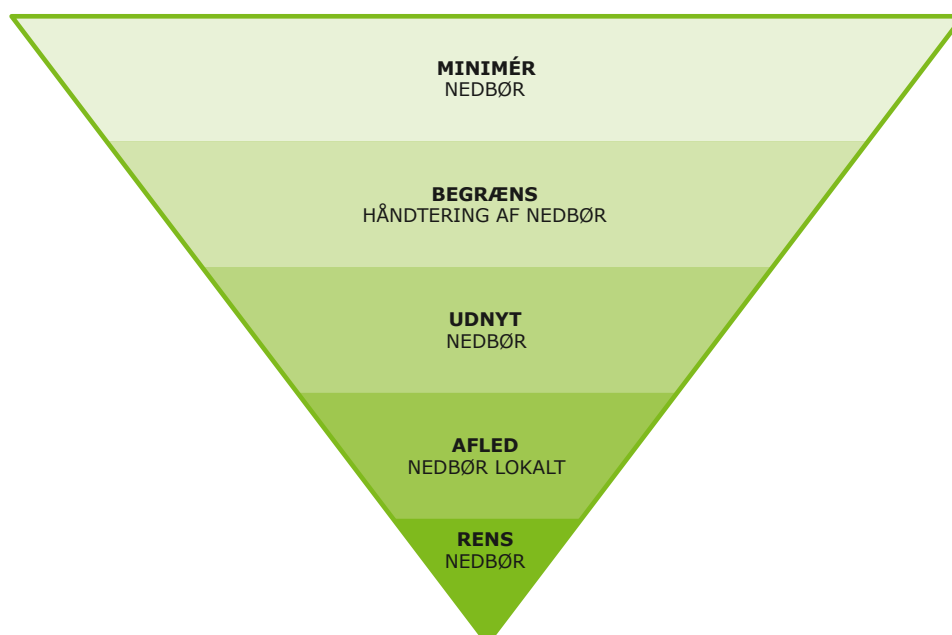 MINIMÉR
NEDBØR
BEGRÆNS
HÅNDTERING AF NEDBØR
UDNYT
NEDBØR
AFLED
NEDBØR LOKALT
RENS
NEDBØR